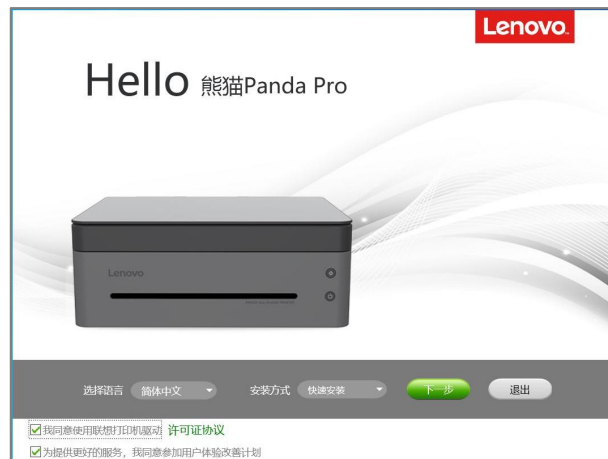 Lenovo
Hello 熊猫Panda Pro
Lenovo
选择语言 简体中文 安装方式 快速安装 下一步 退出
我同意使用联想打印机驱动 许可证协议
为提供更好的服务，我同意参加用户体验改善计划